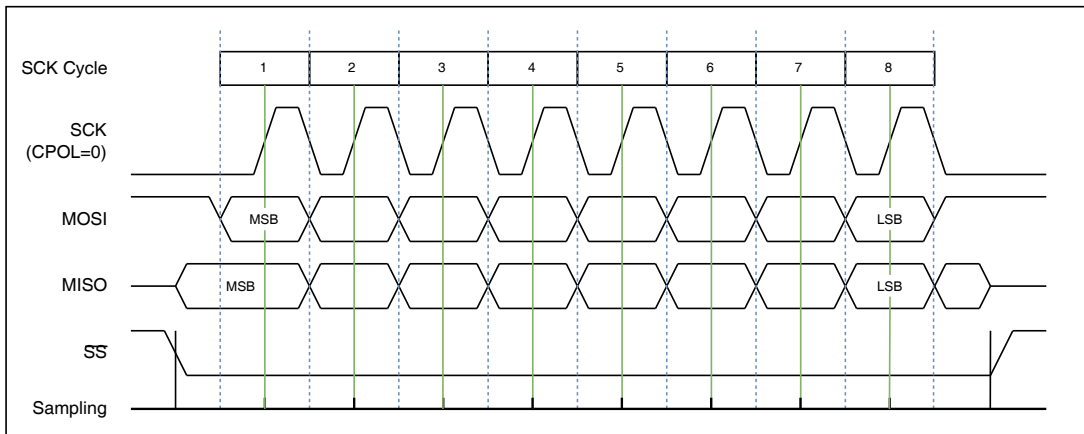 SCK Cycle 1 2 3 4 5 6 7 8
SCK
(CPOL=0)
MOSI MSB LSB
MISO MSB LSB
SS
Sampling